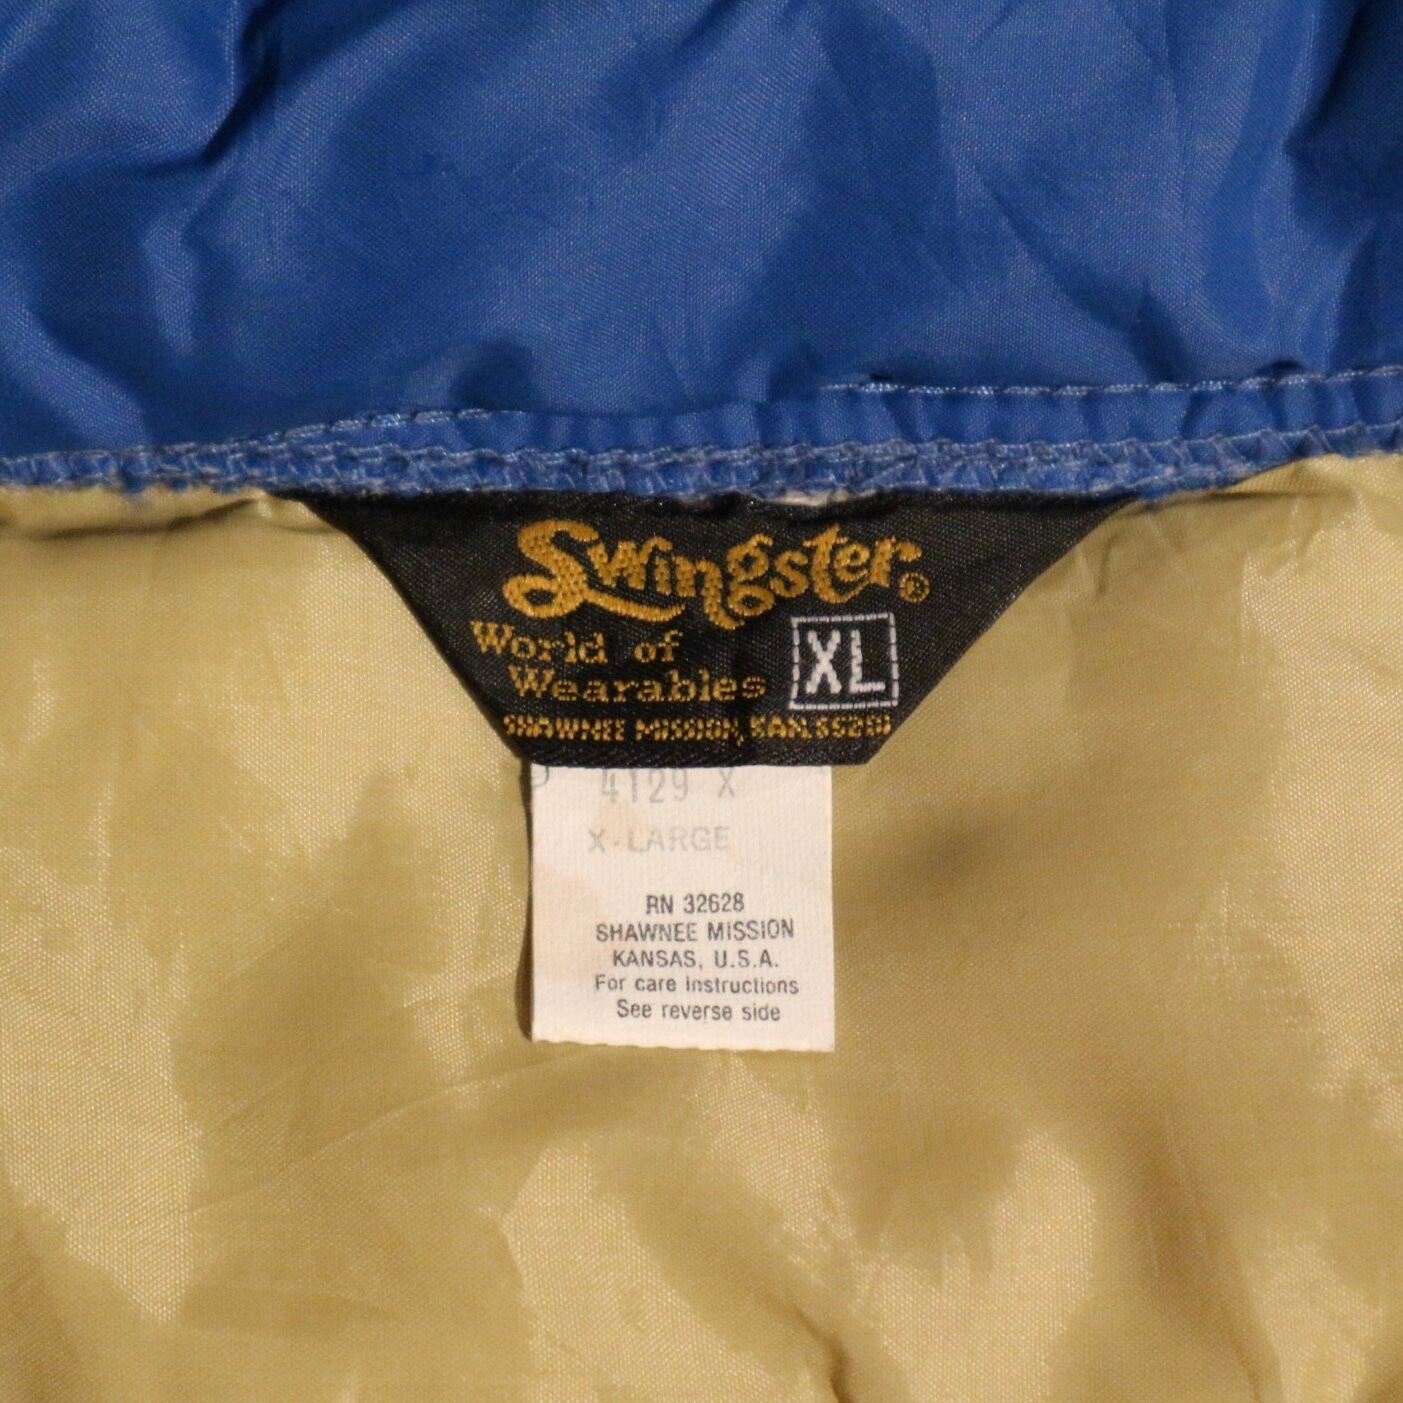 Swingster®
World of
Wearables
XL
SHAWNEE MISSION, KAN. 66201
4129 X
X-LARGE
RN 32628
SHAWNEE MISSION
KANSAS, U.S.A.
For care instructions
See reverse side